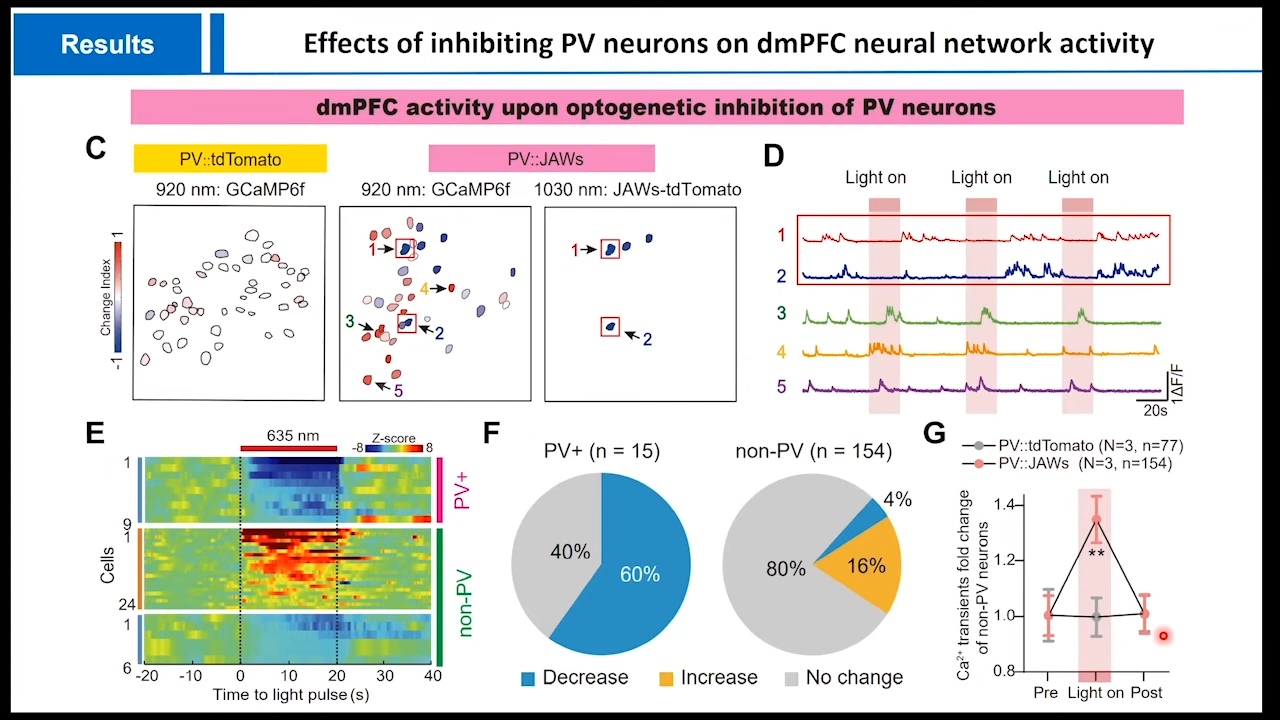 Results
Effects of inhibiting PV neurons on dmPFC neural network activity
dmPFC activity upon optogenetic inhibition of PV neurons
C
PV::tdTomato
PV::JAWs
920 nm: GCaMP6f
920 nm: GCaMP6f
1030 nm: JAWs-tdTomato
Change Index
1
-1
1
4
3
2
5
1
2
D
Light on
Light on
Light on
1
2
3
4
5
1ΔF/F
20s
E
635 nm
Z-score
-8
8
1
9
1
24
1
6
Cells
PV+
non-PV
-20
-10
0
10
20
30
40
Time to light pulse (s)
F
PV+ (n = 15)
non-PV (n = 154)
40%
60%
4%
16%
80%
Decrease
Increase
No change
G
PV::tdTomato (N=3, n=77)
PV::JAWs (N=3, n=154)
Ca²⁺ transients fold change
of non-PV neurons
1.4
1.2
1.0
0.8
**
Pre
Light on
Post